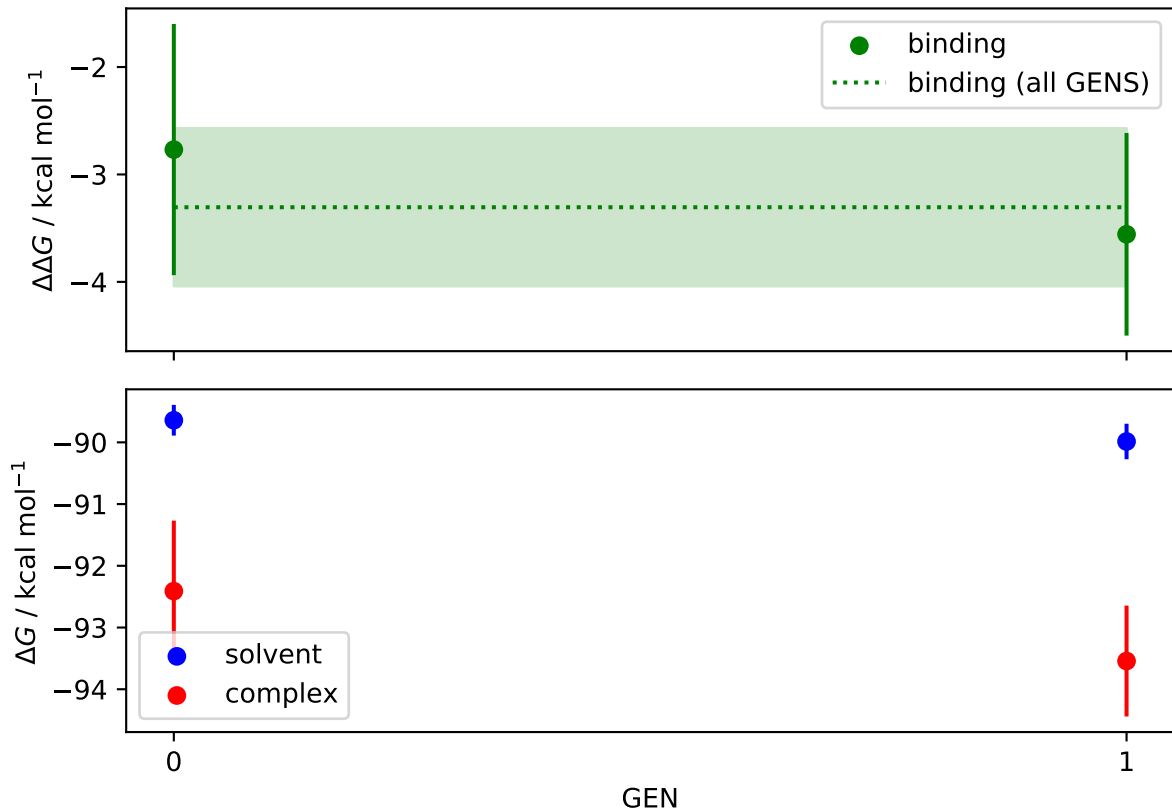 binding
binding (all GENS)
−2
−3
−4
ΔΔG / kcal mol⁻¹
−90
−91
−92
−93
−94
ΔG / kcal mol⁻¹
solvent
complex
0
1
GEN